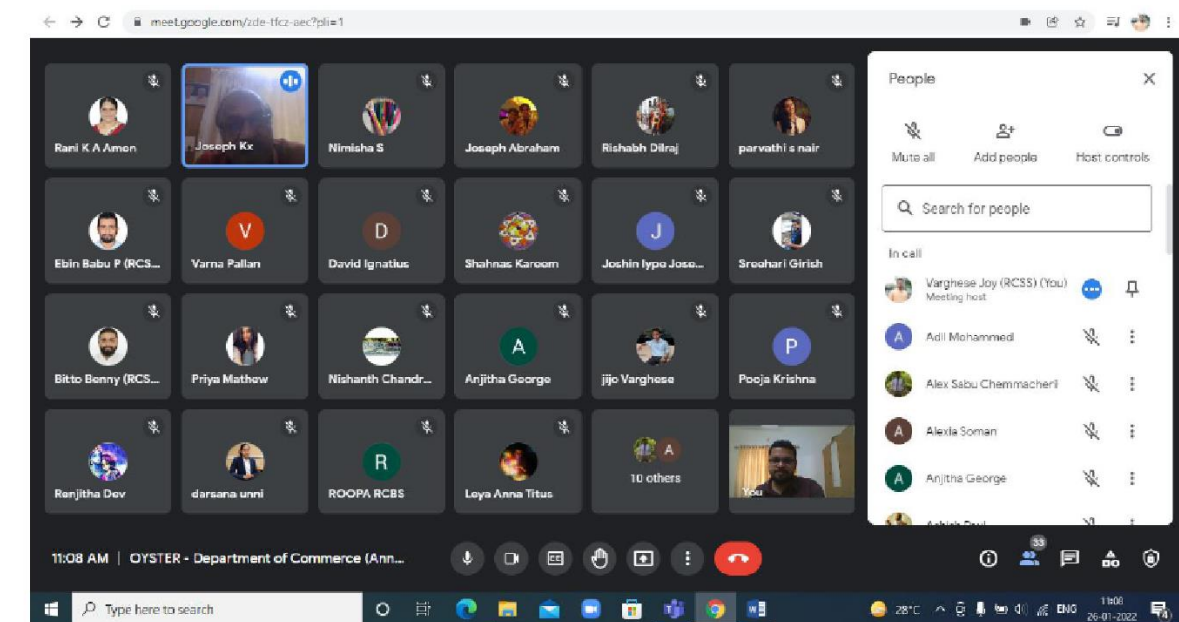 meet.google.com/zde-tfcz-aec?pli=1
Rani K A Amon
Joseph Kx
Nimisha S
Joseph Abraham
Rishabh Dilraj
parvathi s nair
Ebin Babu P (RCS...
V
Varna Pallan
D
David Ignatius
Shahnas Kareem
J
Joshin Iype Jose...
Sreehari Girish
Bitto Benny (RCS...
Priya Mathew
Nishanth Chandr...
A
Anjitha George
jijo Varghese
P
Pooja Krishna
Renjitha Dev
darsana unni
R
ROOPA RCBS
Leya Anna Titus
A
10 others
You
People
Mute all
Add people
Host controls
Search for people
In call
Varghese Joy (RCSS) (You)
Meeting host
A
Adil Mohammed
Alex Sabu Chemmacheril
A
Alexia Soman
A
Anjitha George
11:08 AM | OYSTER - Department of Commerce (Ann...
CC
33
Type here to search
28°C
ENG
11:08
26-01-2022